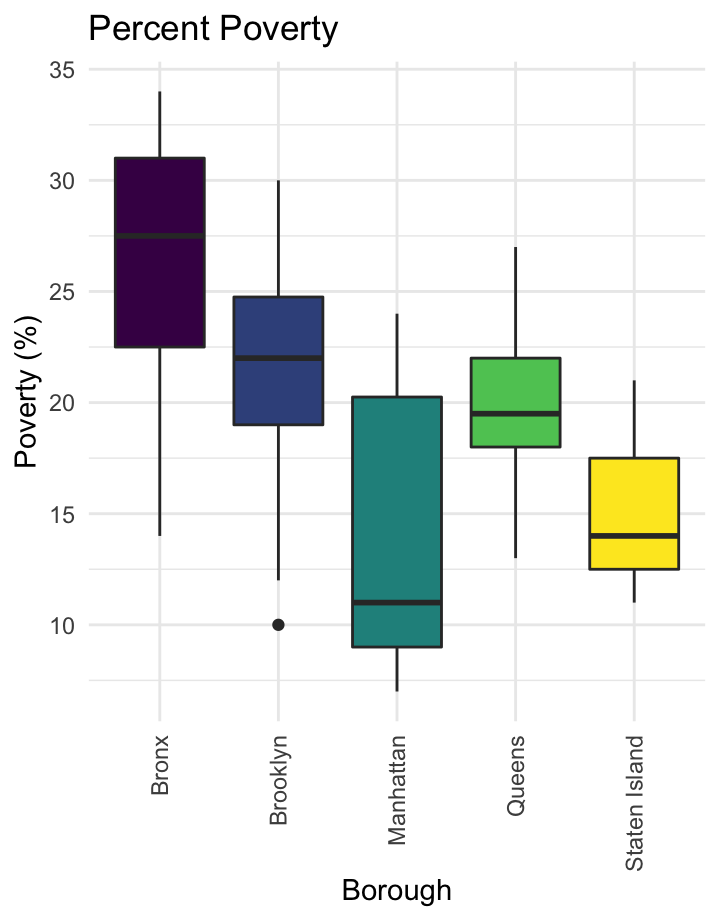 Percent Poverty
35
30
25
20
15
10
Poverty (%)
Bronx
Brooklyn
Manhattan
Queens
Staten Island
Borough